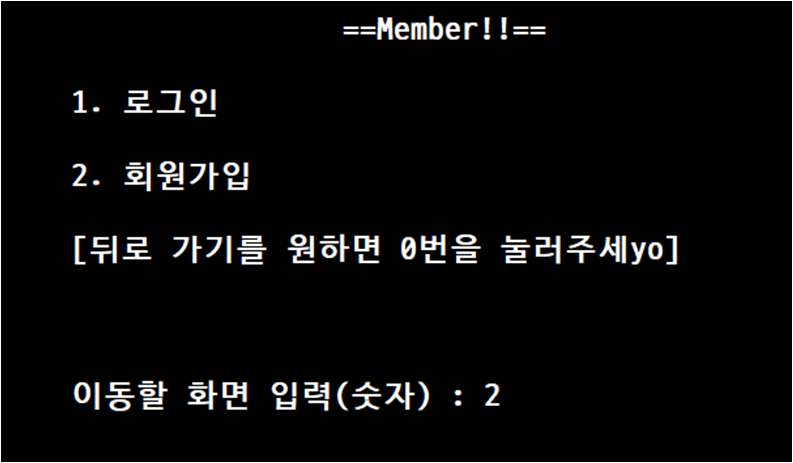 ==Member!!==
1. 로그인
2. 회원가입
[뒤로 가기를 원하면 0번을 눌러주세yo]
이동할 화면 입력(숫자) : 2